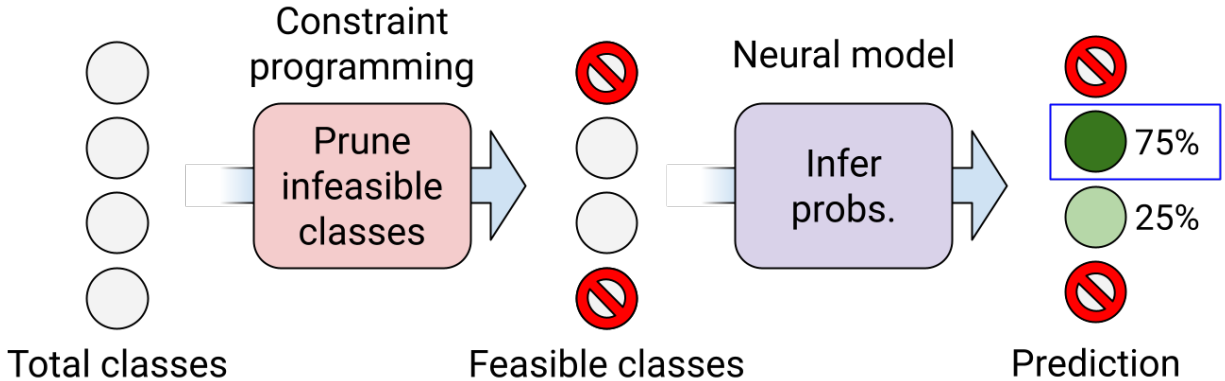 Constraint
programming
Prune
infeasible
classes
Neural model
Infer
probs.
75%
25%
Total classes
Feasible classes
Prediction